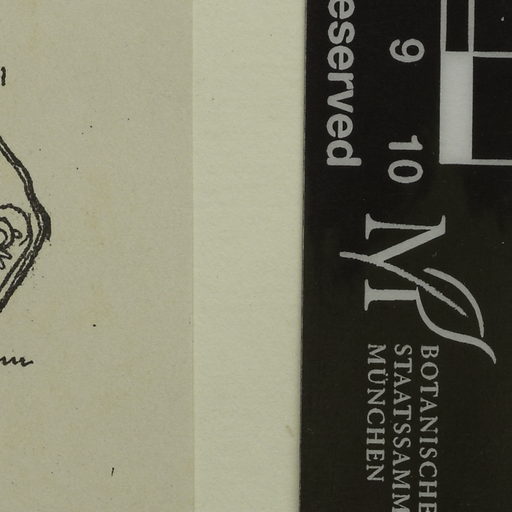 eserved
9
10
M
BOTANISCHE
STAATSSAMM
MÜNCHEN